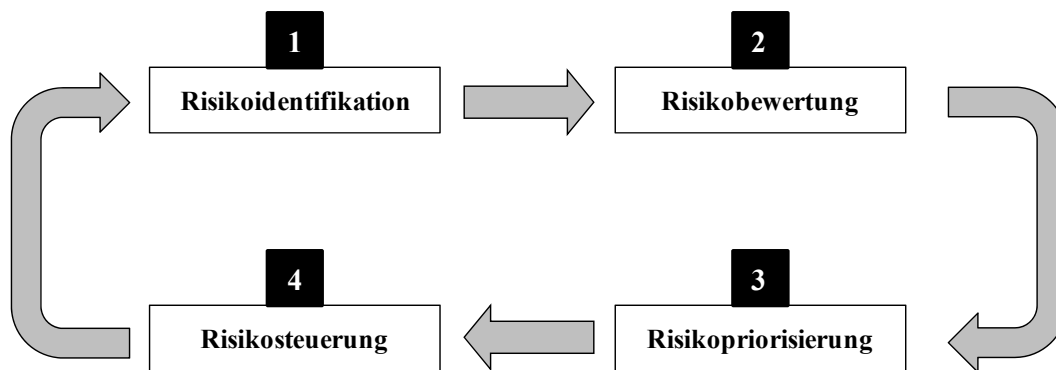 1
Risikoidentifikation
2
Risikobewertung
3
Risikopriorisierung
4
Risikosteuerung